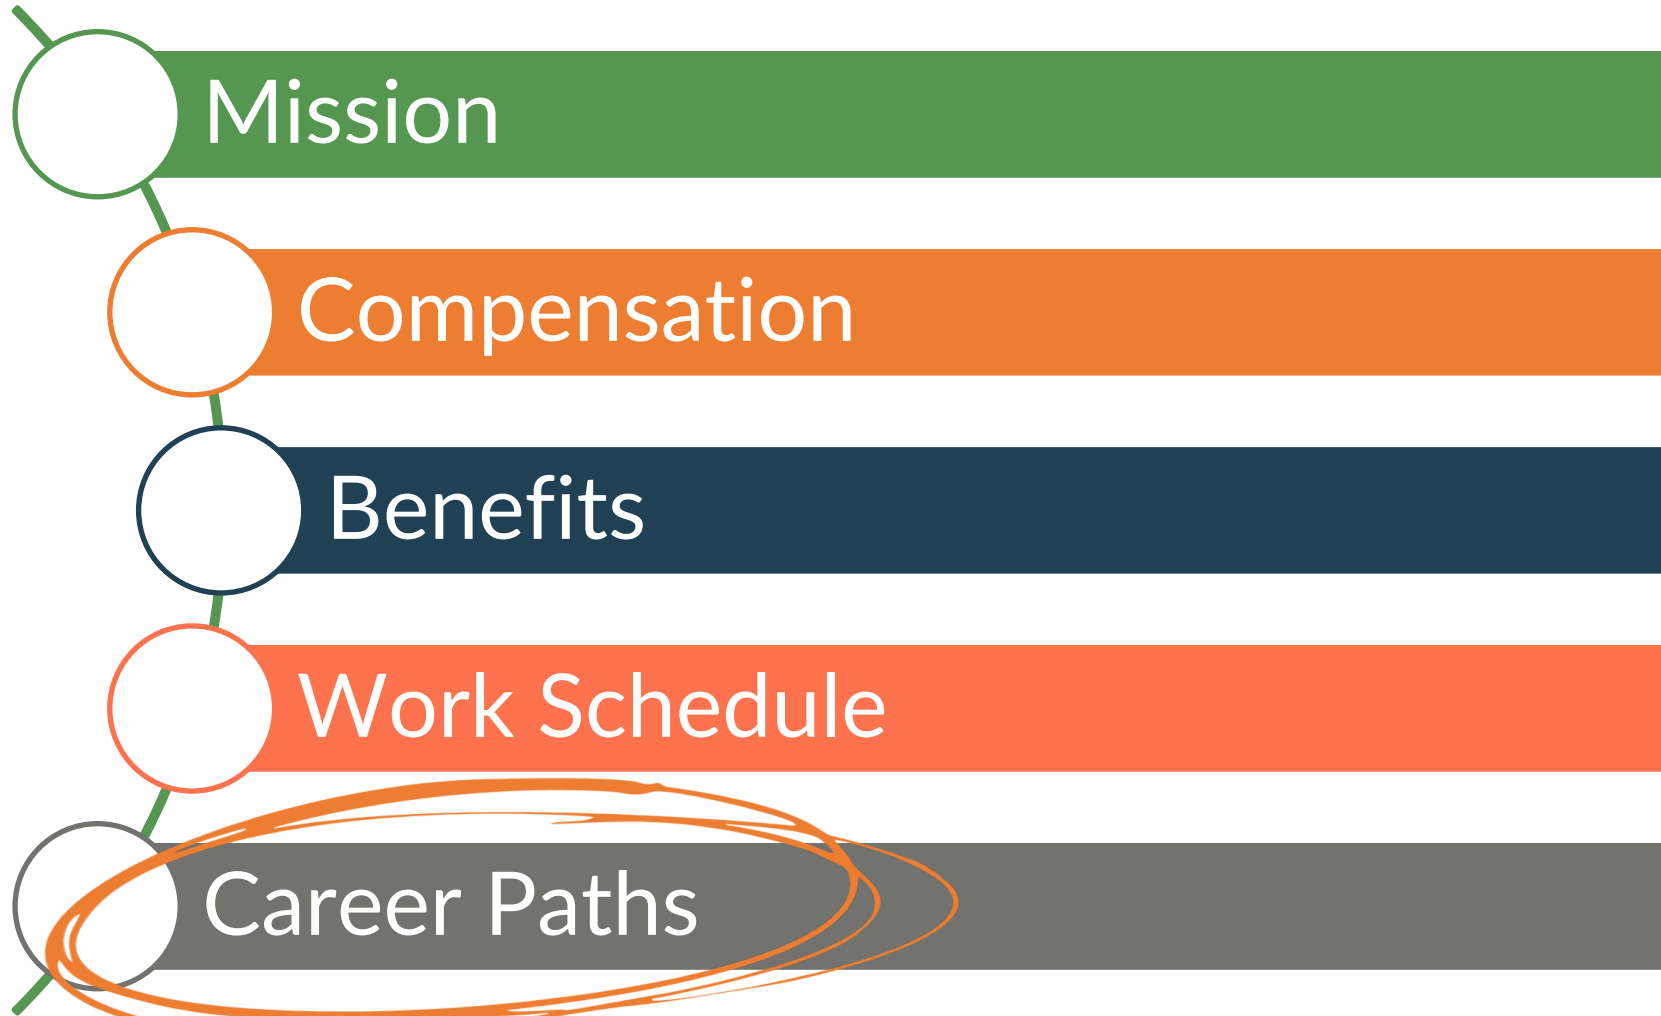 Mission
Compensation
Benefits
Work Schedule
Career Paths